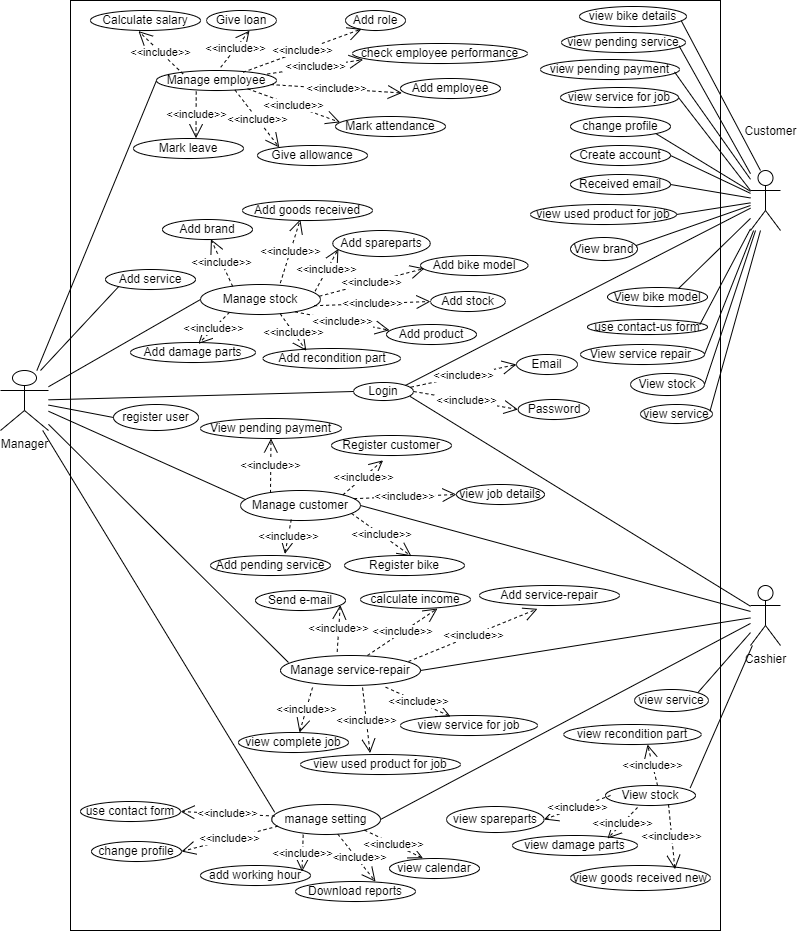 Calculate salary
Give loan
Add role
view bike details
<<include>>
<<include>>
<<include>>
view pending service
check employee performance
<<include>>
view pending payment
Manage employee
Add employee
<<include>>
view service for job
<<include>>
<<include>>
<<include>>
Mark attendance
change profile
Customer
Mark leave
Give allowance
Create account
Received email
Add goods received
view used product for job
Add brand
Add spareparts
View brand
<<include>>
<<include>>
Add bike model
<<include>>
<<include>>
Add service
Manage stock
Add stock
<<include>>
View bike model
<<include>>
<<include>>
<<include>>
Add product
use contact-us form
Add damage parts
Add recondition part
View service repair
Email
<<include>>
View stock
Manager
Login
<<include>>
Password
register user
view service
View pending payment
Register customer
<<include>>
<<include>>
view job details
<<include>>
Manage customer
<<include>>
<<include>>
Add pending service
Register bike
Send e-mail
calculate income
Add service-repair
<<include>>
<<include>>
<<include>>
Cashier
Manage service-repair
<<include>>
<<include>>
<<include>>
view service
view complete job
view service for job
view used product for job
view recondition part
<<include>>
View stock
use contact form
<<include>>
manage setting
view spareparts
<<include>>
<<include>>
<<include>>
change profile
<<include>>
<<include>>
<<include>>
view damage parts
add working hour
view calendar
Download reports
view goods received new